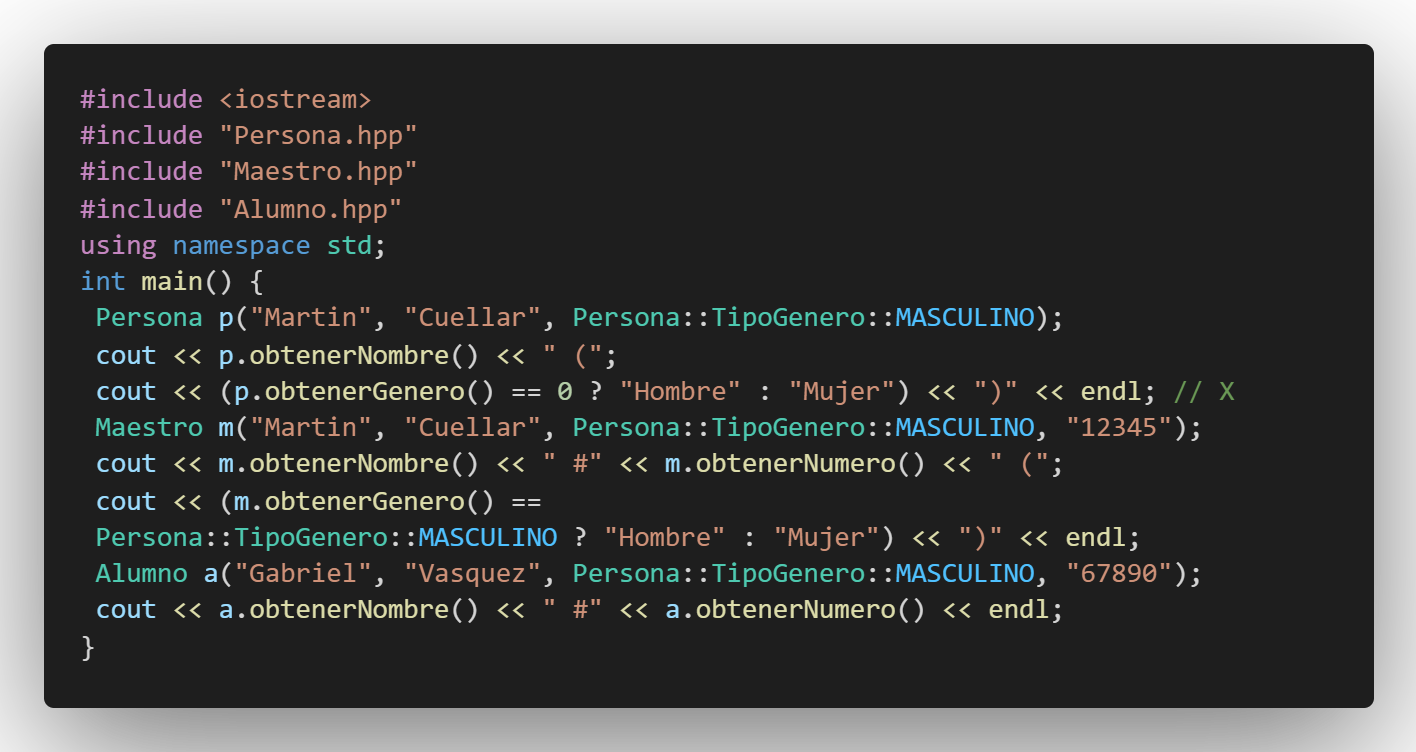 #include <iostream>
#include "Persona.hpp"
#include "Maestro.hpp"
#include "Alumno.hpp"
using namespace std;
int main() {
 Persona p("Martin", "Cuellar", Persona::TipoGenero::MASCULINO);
 cout << p.obtenerNombre() << " (";
 cout << (p.obtenerGenero() == 0 ? "Hombre" : "Mujer") << ")" << endl; // X
 Maestro m("Martin", "Cuellar", Persona::TipoGenero::MASCULINO, "12345");
 cout << m.obtenerNombre() << " #" << m.obtenerNumero() << " (";
 cout << (m.obtenerGenero() ==
 Persona::TipoGenero::MASCULINO ? "Hombre" : "Mujer") << ")" << endl;
 Alumno a("Gabriel", "Vasquez", Persona::TipoGenero::MASCULINO, "67890");
 cout << a.obtenerNombre() << " #" << a.obtenerNumero() << endl;
}